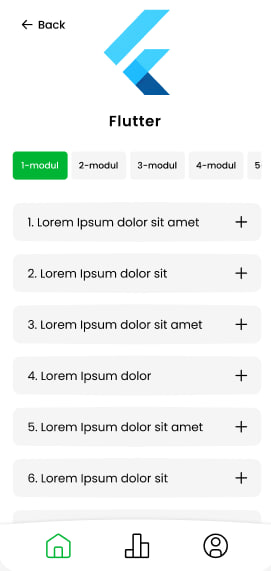 Back
Flutter
1-modul 2-modul 3-modul 4-modul 5
1. Lorem Ipsum dolor sit amet
2. Lorem Ipsum dolor sit
3. Lorem Ipsum dolor sit amet
4. Lorem Ipsum dolor
5. Lorem Ipsum dolor sit amet
6. Lorem Ipsum dolor sit